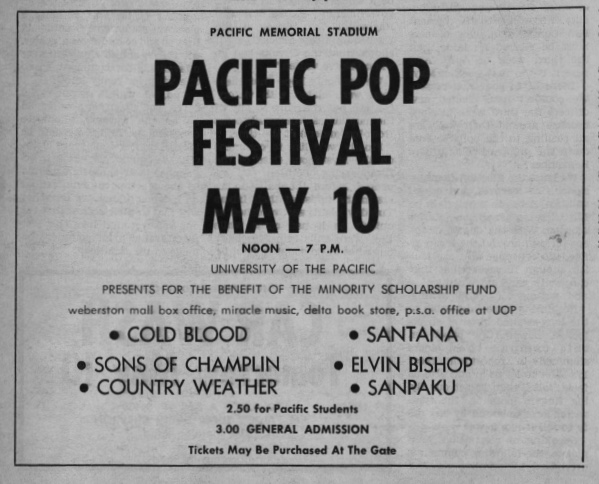 PACIFIC MEMORIAL STADIUM
PACIFIC POP
FESTIVAL
MAY 10
NOON — 7 P.M.
UNIVERSITY OF THE PACIFIC
PRESENTS FOR THE BENEFIT OF THE MINORITY SCHOLARSHIP FUND
weberston mall box office, miracle music, delta book store, p.s.a. office at UOP
• COLD BLOOD • SANTANA
• SONS OF CHAMPLIN • ELVIN BISHOP
• COUNTRY WEATHER • SANPAKU
2.50 for Pacific Students
3.00 GENERAL ADMISSION
Tickets May Be Purchased At The Gate